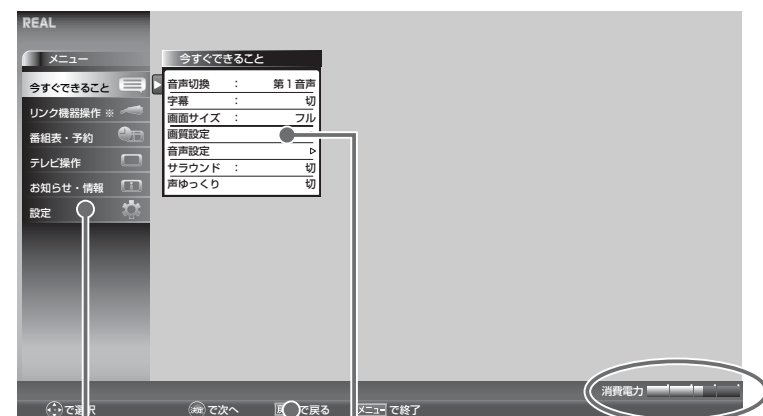 REAL
メニュー
今すぐできること
リンク機器操作 ※
番組表・予約
テレビ操作
お知らせ・情報
設定
今すぐできること
音声切換 : 第1音声
字幕 : 切
画面サイズ : フル
画質設定
音声設定
サラウンド : 切
声ゆっくり 切
消費電力
で選択 決定 で次へ で戻る メニュー で終了